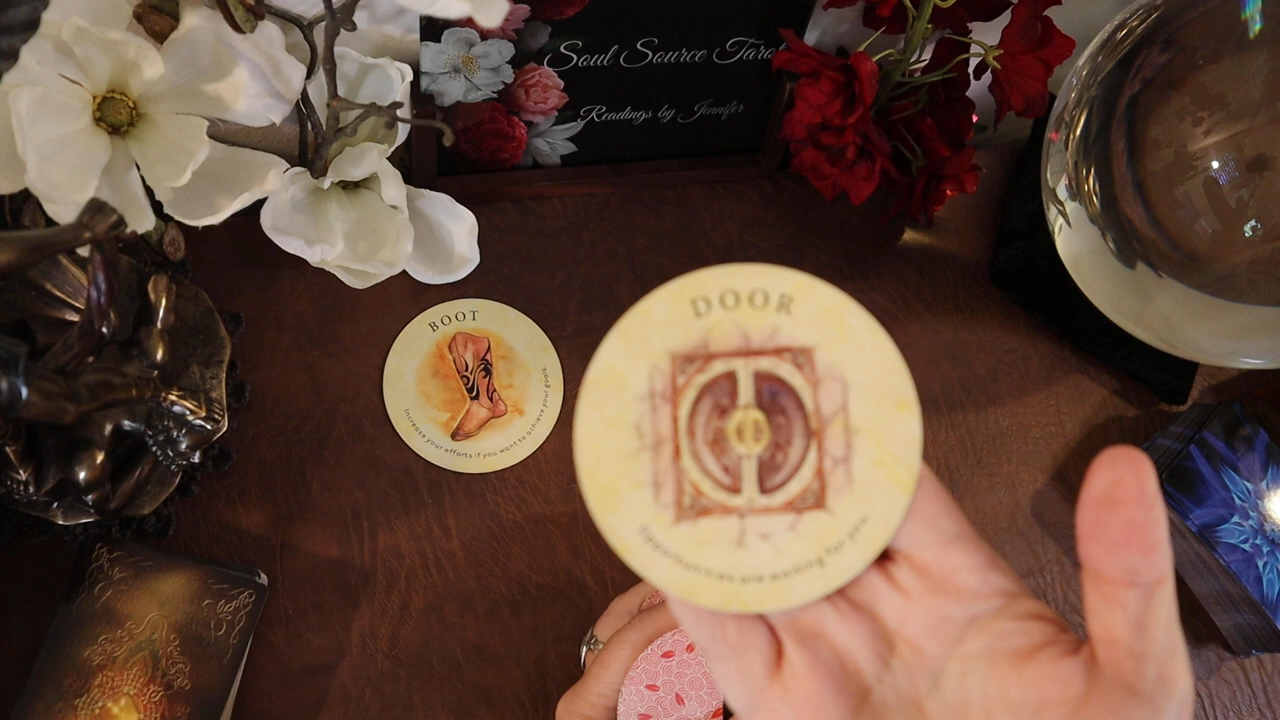 Soul Source Tarot
Readings by Jennifer
BOOT
Increase your efforts if you want to achieve your goals.
DOOR
Opportunities are waiting for you.